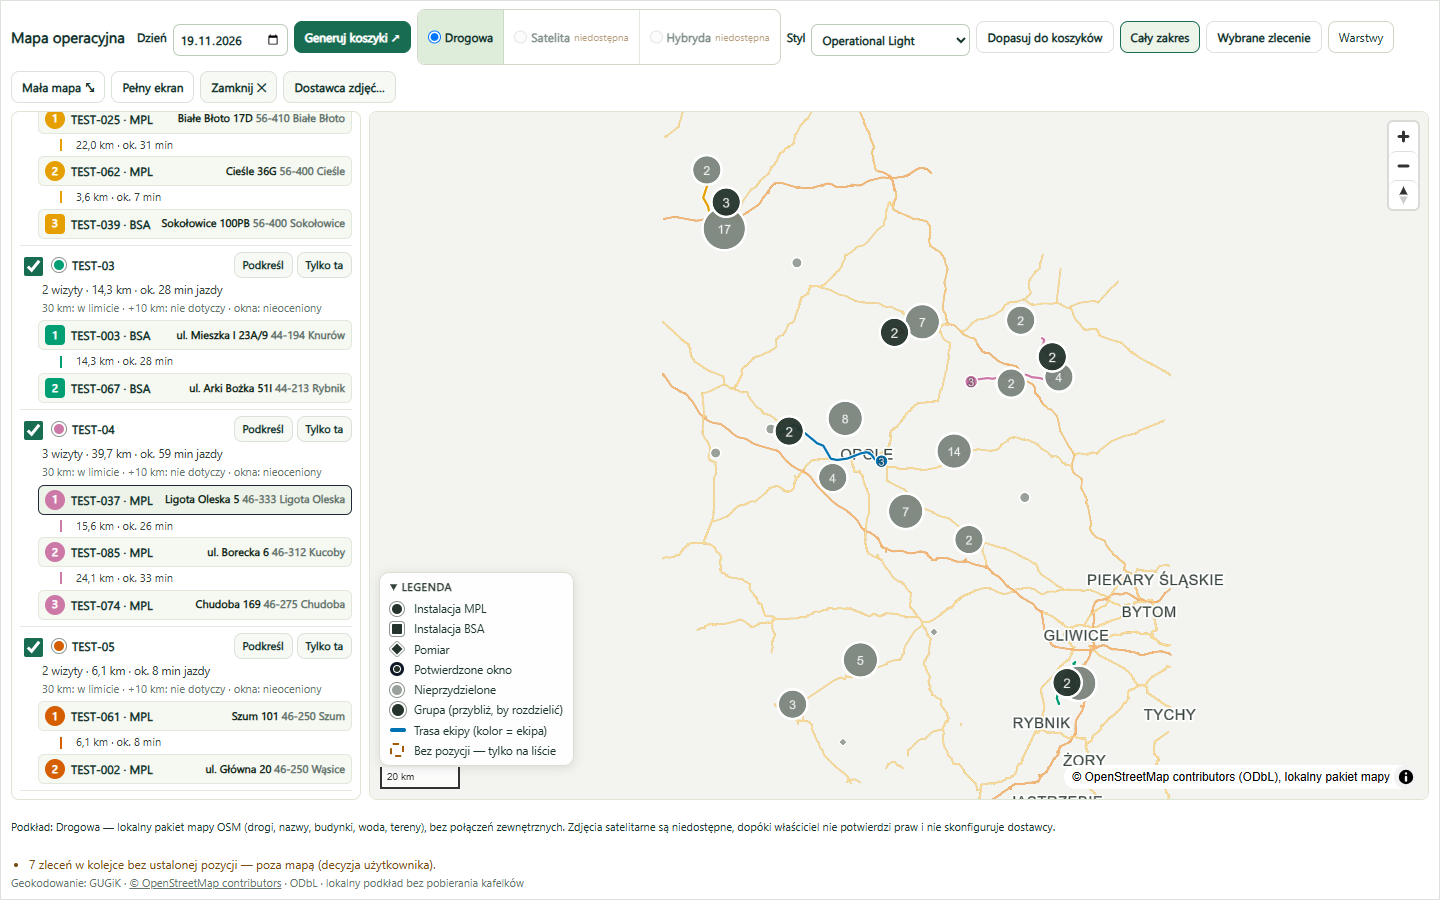 Mapa operacyjna Dzień 19.11.2026 Generuj koszyki ↗ Drogowa Satelita niedostępna Hybryda niedostępna Styl Operational Light Dopasuj do koszyków Cały zakres Wybrane zlecenie Warstwy
Mała mapa ⤡ Pełny ekran Zamknij ✕ Dostawca zdjęć...
1 TEST-025 · MPL Białe Błoto 17D 56-410 Białe Błoto
22,0 km · ok. 31 min
2 TEST-062 · MPL Cieśle 36G 56-400 Cieśle
3,6 km · ok. 7 min
3 TEST-039 · BSA Sokołowice 100PB 56-400 Sokołowice
TEST-03 Podkreśl Tylko ta
2 wizyty · 14,3 km · ok. 28 min jazdy
30 km: w limicie · +10 km: nie dotyczy · okna: nieoceniony
1 TEST-003 · BSA ul. Mieszka I 23A/9 44-194 Knurów
14,3 km · ok. 28 min
2 TEST-067 · BSA ul. Arki Bożka 51I 44-213 Rybnik
TEST-04 Podkreśl Tylko ta
3 wizyty · 39,7 km · ok. 59 min jazdy
30 km: w limicie · +10 km: nie dotyczy · okna: nieoceniony
1 TEST-037 · MPL Ligota Oleska 5 46-333 Ligota Oleska
15,6 km · ok. 26 min
2 TEST-085 · MPL ul. Borecka 6 46-312 Kucoby
24,1 km · ok. 33 min
3 TEST-074 · MPL Chudoba 169 46-275 Chudoba
TEST-05 Podkreśl Tylko ta
2 wizyty · 6,1 km · ok. 8 min jazdy
30 km: w limicie · +10 km: nie dotyczy · okna: nieoceniony
1 TEST-061 · MPL Szum 101 46-250 Szum
6,1 km · ok. 8 min
2 TEST-002 · MPL ul. Główna 20 46-250 Wąsice
2
3
17
7
2
2
2
4
2
3
8
2
OPOLE
3
14
4
7
2
PIEKARY ŚLĄSKIE
BYTOM
GLIWICE
5
2
3
RYBNIK
TYCHY
ŻORY
JASTRZĘBIE
▼ LEGENDA
Instalacja MPL
Instalacja BSA
Pomiar
Potwierdzone okno
Nieprzydzielone
Grupa (przybliż, by rozdzielić)
Trasa ekipy (kolor = ekipa)
Bez pozycji — tylko na liście
20 km
© OpenStreetMap contributors (ODbL), lokalny pakiet mapy
Podkład: Drogowa — lokalny pakiet mapy OSM (drogi, nazwy, budynki, woda, tereny), bez połączeń zewnętrznych. Zdjęcia satelitarne są niedostępne, dopóki właściciel nie potwierdzi praw i nie skonfiguruje dostawcy.
• 7 zleceń w kolejce bez ustalonej pozycji — poza mapą (decyzja użytkownika).
Geokodowanie: GUGiK · © OpenStreetMap contributors · ODbL · lokalny podkład bez pobierania kafelków